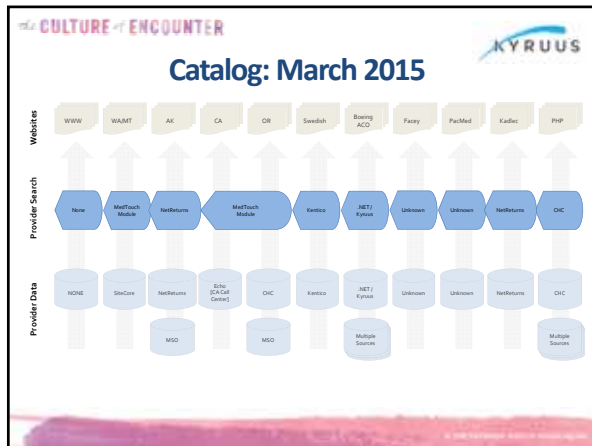 the CULTURE of ENCOUNTER
KYRUUS
Catalog: March 2015
Websites
WWW
WA/MT
AK
CA
OR
Swedish
Boeing
ACO
Facey
PacMed
Kadlec
PHP
Provider Search
None
MedTouch
Module
NetReturns
MedTouch
Module
Kentico
.NET /
Kyruus
Unknown
Unknown
NetReturns
CHC
Provider Data
NONE
SiteCore
NetReturns
Echo
[CA Call
Center]
CHC
Kentico
.NET /
Kyruus
Unknown
Unknown
NetReturns
CHC
MSO
MSO
Multiple
Sources
Multiple
Sources